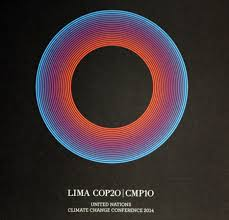 LIMA COP20 | CMP10
UNITED NATIONS
CLIMATE CHANGE CONFERENCE 2014